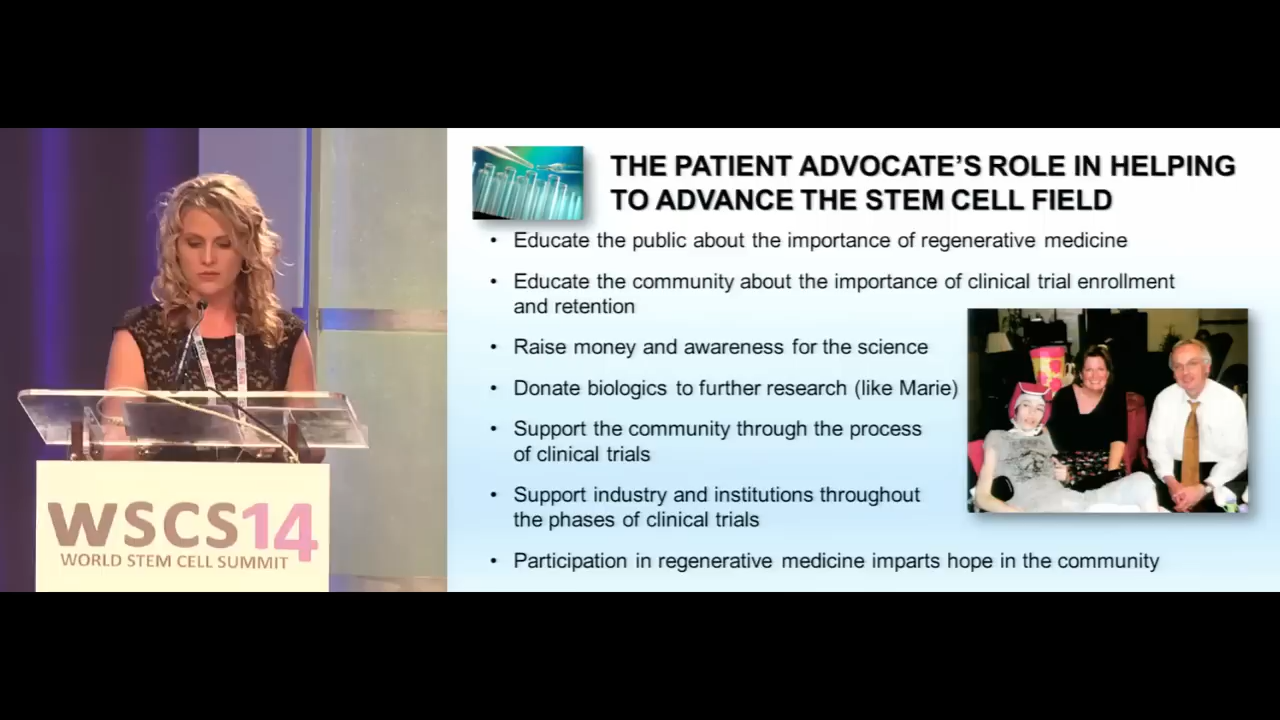 THE PATIENT ADVOCATE’S ROLE IN HELPING
TO ADVANCE THE STEM CELL FIELD
• Educate the public about the importance of regenerative medicine
• Educate the community about the importance of clinical trial enrollment
and retention
• Raise money and awareness for the science
• Donate biologics to further research (like Marie)
• Support the community through the process
of clinical trials
• Support industry and institutions throughout
the phases of clinical trials
• Participation in regenerative medicine imparts hope in the community
WSCS14
WORLD STEM CELL SUMMIT